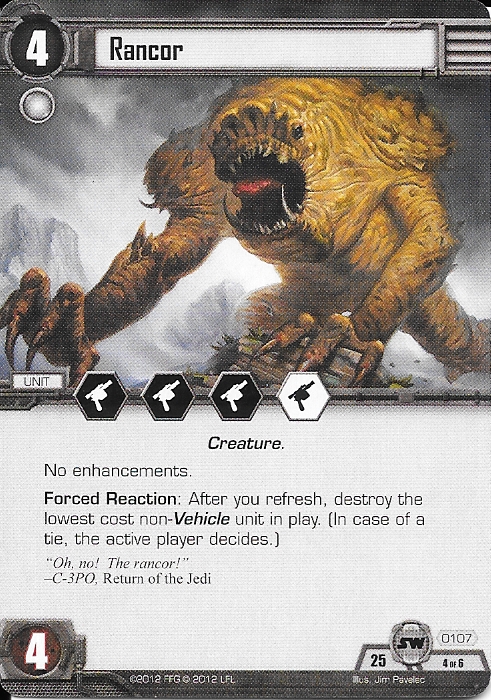 4
Rancor
UNIT
Creature.
No enhancements.
Forced Reaction: After you refresh, destroy the
lowest cost non-Vehicle unit in play. (In case of a
tie, the active player decides.)
“Oh, no! The rancor!”
–C-3PO, Return of the Jedi
4
SW
0107
25
4 OF 6
©2012 FFG © 2012 LFL
Illus. Jim Pavelec